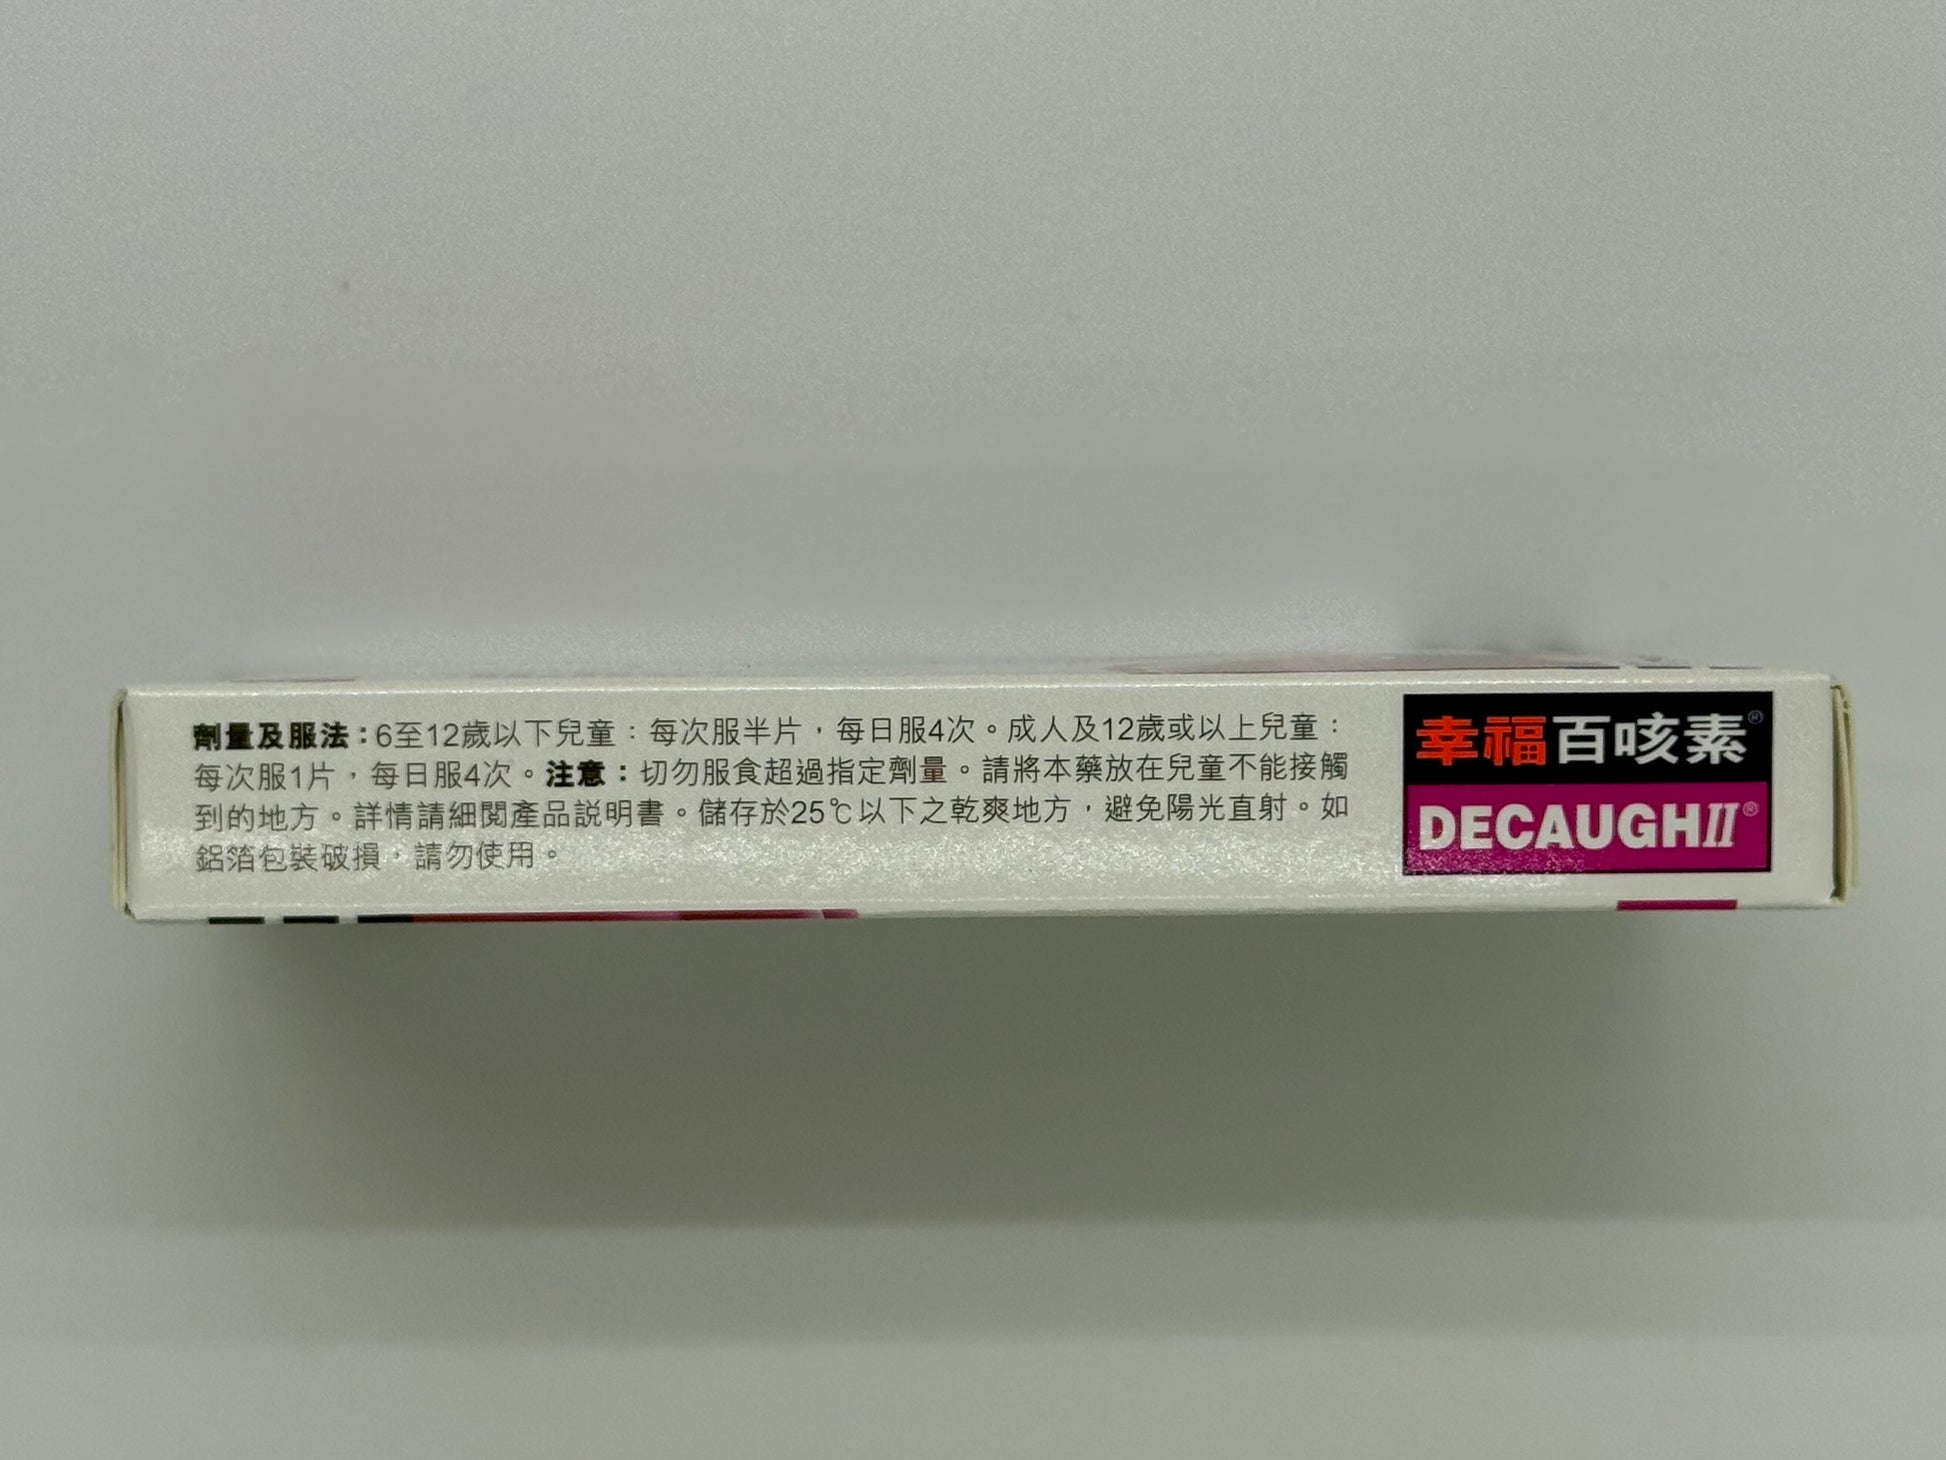 劑量及服法：6至12歲以下兒童：每次服半片，每日服4次。成人及12歲或以上兒童：
每次服1片，每日服4次。注意：切勿服食超過指定劑量。請將本藥放在兒童不能接觸
到的地方。詳情請細閱產品説明書。儲存於25℃以下之乾爽地方，避免陽光直射。如
鋁箔包裝破損，請勿使用。
幸福百咳素®
DECAUGHII®